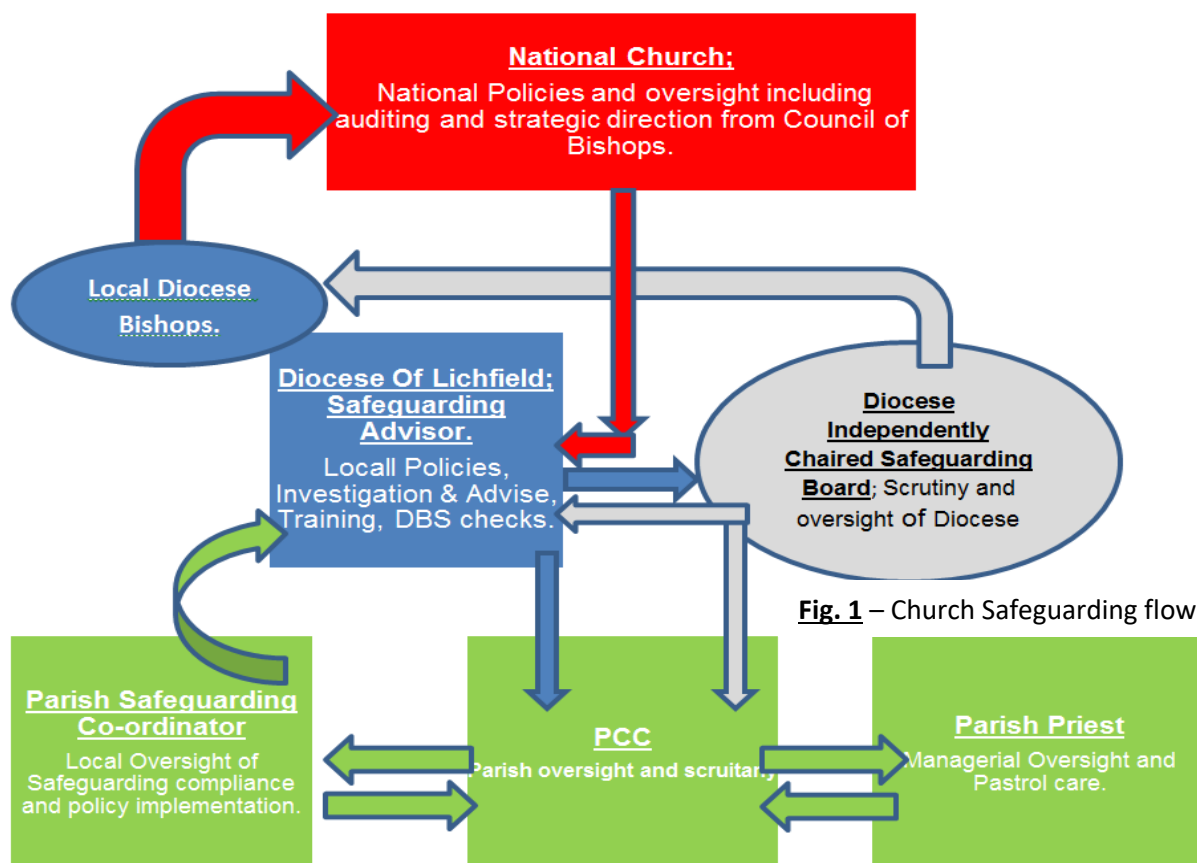 National Church;
National Policies and oversight including
auditing and strategic direction from Council of
Bishops.
Local Diocese
Bishops.
Diocese Of Lichfield;
Safeguarding
Advisor.
Locall Policies,
Investigation & Advise,
Training, DBS checks.
Diocese
Independently
Chaired Safeguarding
Board; Scrutiny and
oversight of Diocese
Fig. 1 – Church Safeguarding flow
Parish Safeguarding
Co-ordinator
Local Oversight of
Safeguarding compliance
and policy implementation.
PCC
Parish oversight and scruitany
Parish Priest
Managerial Oversight and
Pastrol care.